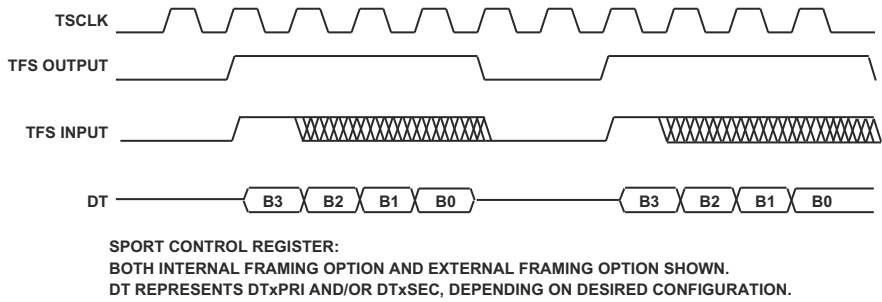 TSCLK
TFS OUTPUT
TFS INPUT
DT B3 B2 B1 B0 B3 B2 B1 B0
SPORT CONTROL REGISTER:
BOTH INTERNAL FRAMING OPTION AND EXTERNAL FRAMING OPTION SHOWN.
DT REPRESENTS DTxPRI AND/OR DTxSEC, DEPENDING ON DESIRED CONFIGURATION.